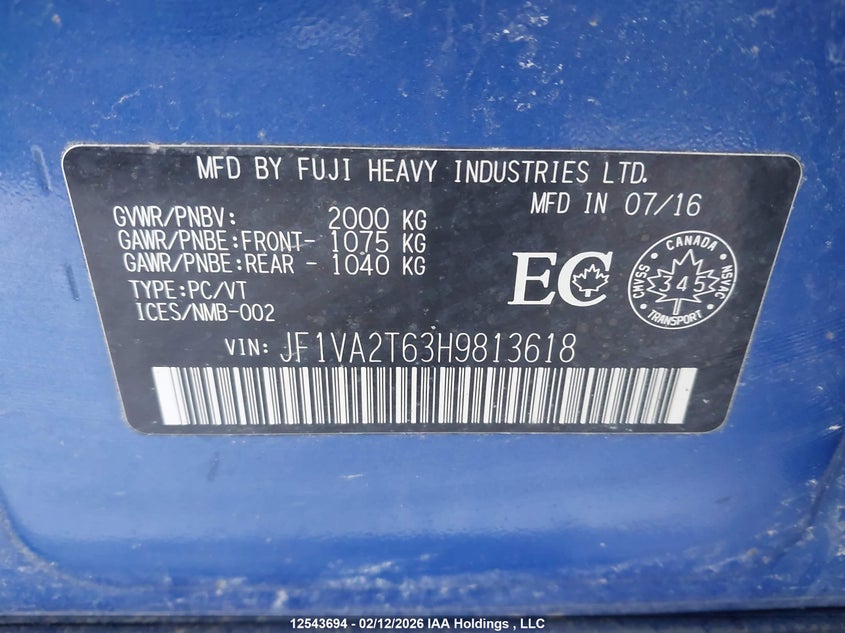 MFD BY FUJI HEAVY INDUSTRIES LTD.
MFD IN 07/16
GVWR/PNBV: 2000 KG
GAWR/PNBE:FRONT- 1075 KG
GAWR/PNBE:REAR - 1040 KG
TYPE:PC/VT
ICES/NMB-002
EC
CANADA
CMVSS
345
NSVAC
TRANSPORT
VIN: JF1VA2T63H9813618
12543694 - 02/12/2026 IAA Holdings , LLC